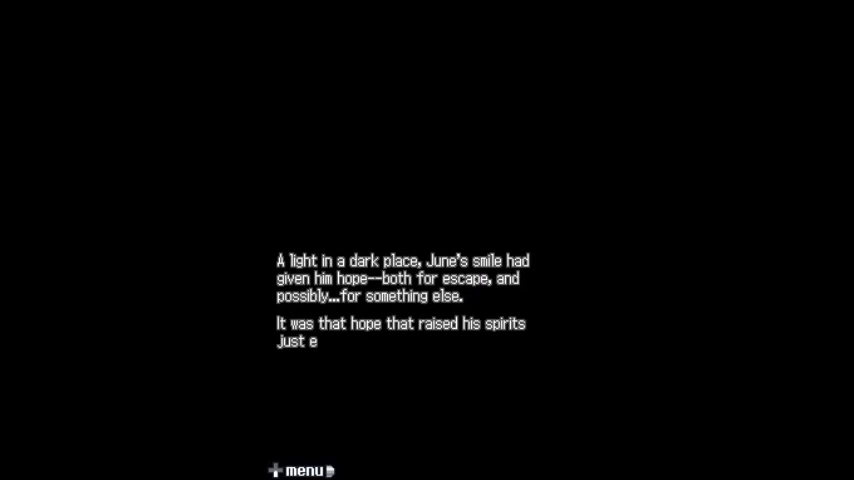 A light in a dark place, June's smile had
given him hope--both for escape, and
possibly...for something else.
It was that hope that raised his spirits
just e
menu